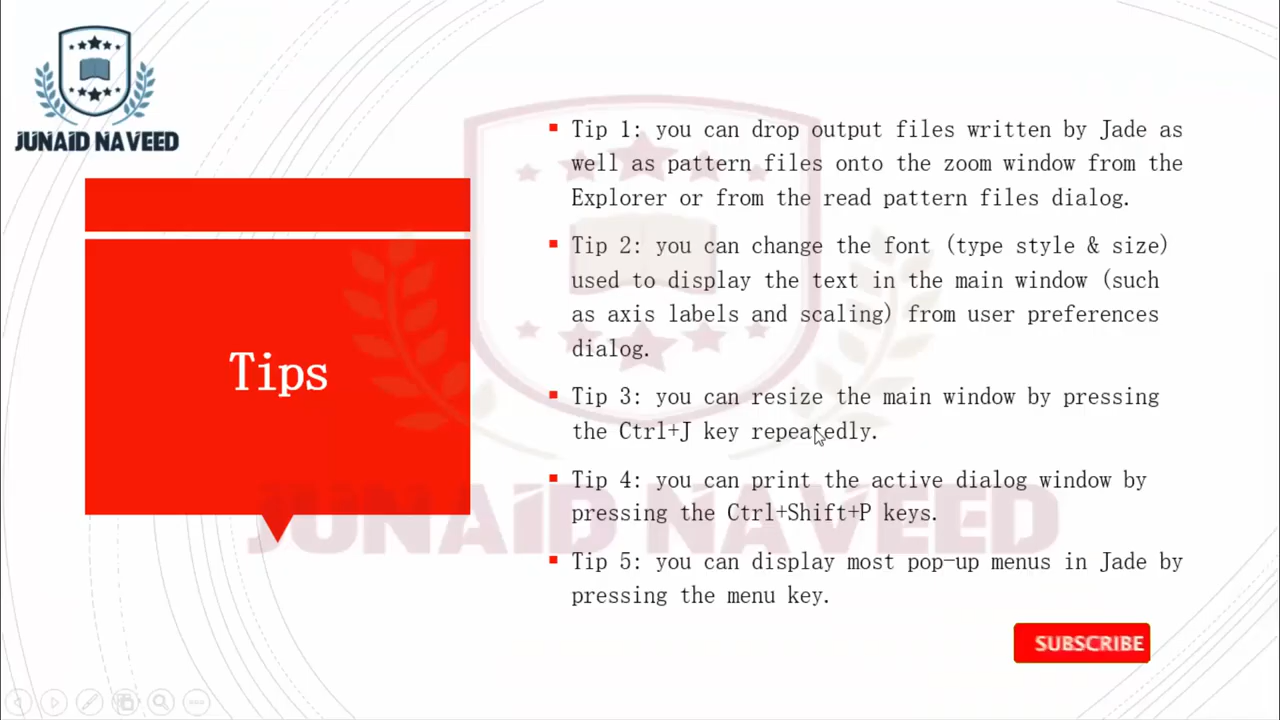 JUNAID NAVEED
Tips
Tip 1: you can drop output files written by Jade as
well as pattern files onto the zoom window from the
Explorer or from the read pattern files dialog.
Tip 2: you can change the font (type style & size)
used to display the text in the main window (such
as axis labels and scaling) from user preferences
dialog.
Tip 3: you can resize the main window by pressing
the Ctrl+J key repeatedly.
Tip 4: you can print the active dialog window by
pressing the Ctrl+Shift+P keys.
Tip 5: you can display most pop-up menus in Jade by
pressing the menu key.
JUNAID NAVEED
SUBSCRIBE